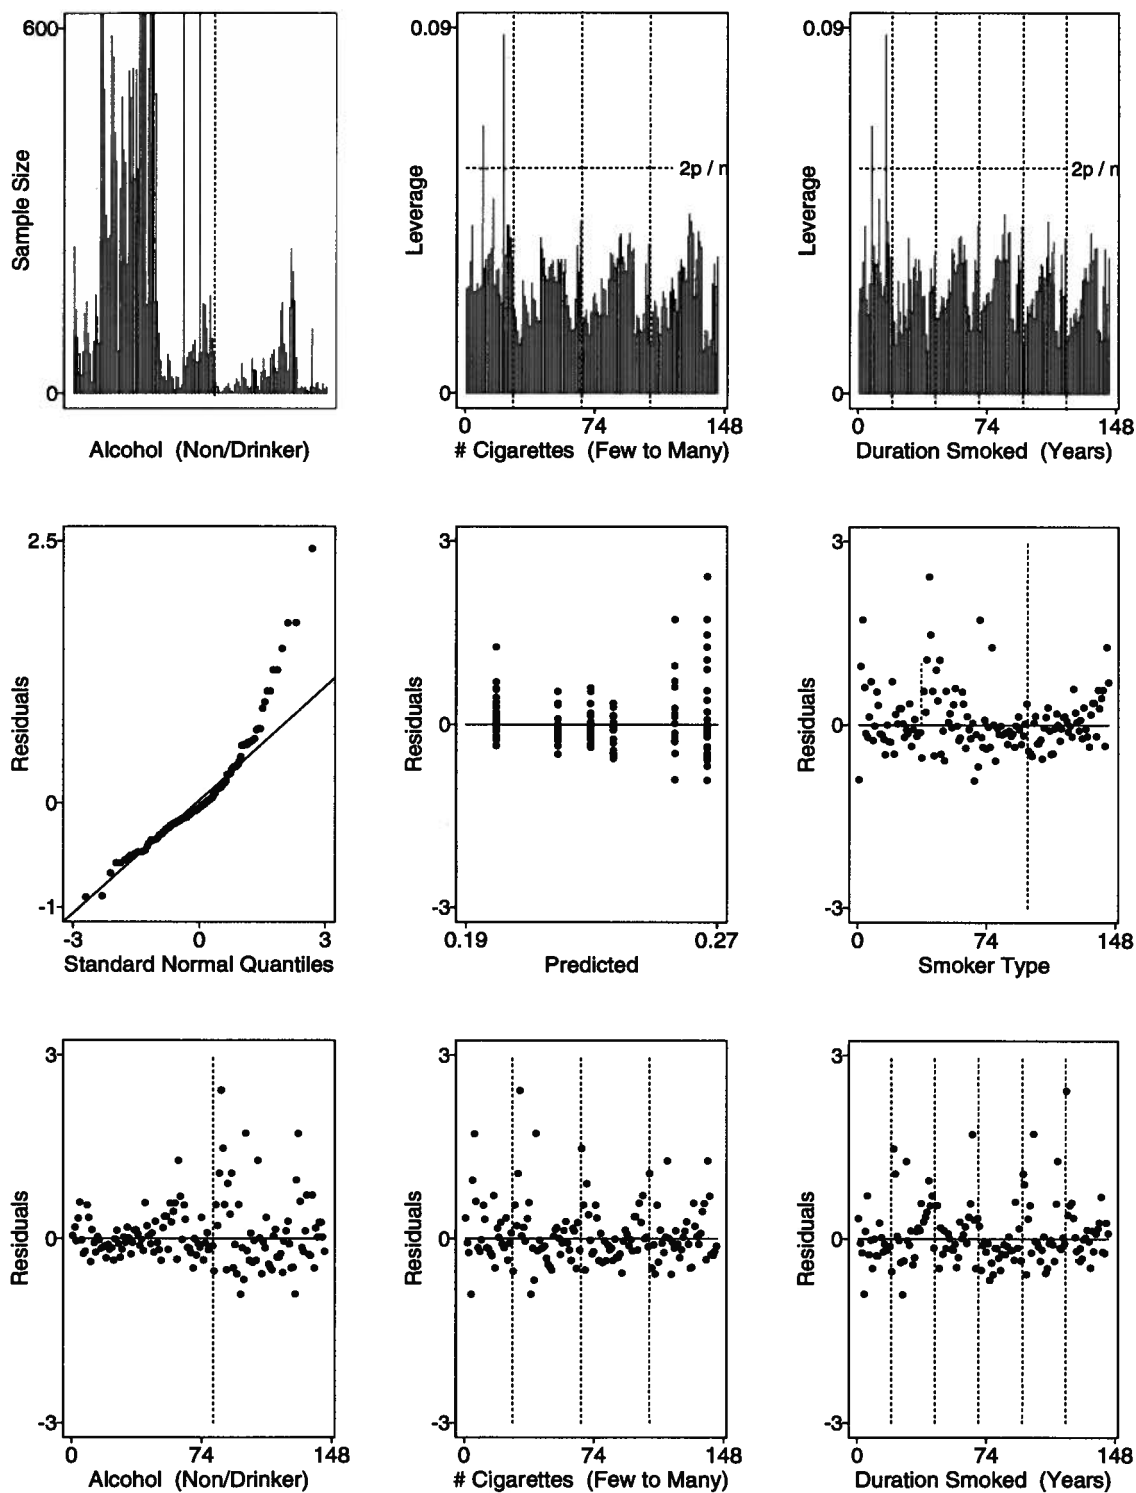 600
Sample Size
0
Alcohol (Non/Drinker)
0.09
Leverage
2p / n
0
0 74 148
# Cigarettes (Few to Many)
0.09
Leverage
2p / n
0
0 74 148
Duration Smoked (Years)
2.5
Residuals
0
-1
-3 0 3
Standard Normal Quantiles
3
Residuals
0
-3
0.19 0.27
Predicted
3
Residuals
0
-3
0 74 148
Smoker Type
3
Residuals
0
-3
0 74 148
Alcohol (Non/Drinker)
3
Residuals
0
-3
0 74 148
# Cigarettes (Few to Many)
3
Residuals
0
-3
0 74 148
Duration Smoked (Years)